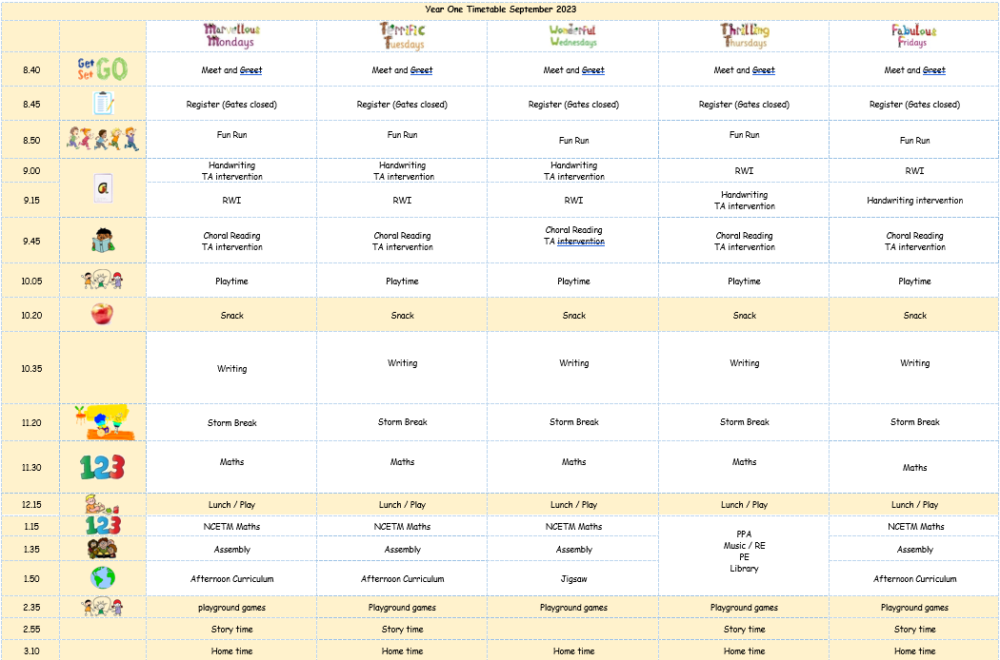 Year One Timetable September 2023
Marvellous Mondays Terrific Tuesdays Wonderful Wednesdays Thrilling Thursdays Fabulous Fridays
8.40 Get Set GO Meet and Greet Meet and Greet Meet and Greet Meet and Greet Meet and Greet
8.45 Register (Gates closed) Register (Gates closed) Register (Gates closed) Register (Gates closed) Register (Gates closed)
8.50 Fun Run Fun Run Fun Run Fun Run Fun Run
9.00 Handwriting TA intervention Handwriting TA intervention Handwriting TA intervention RWI RWI
a
9.15 RWI RWI RWI Handwriting TA intervention Handwriting intervention
9.45 Choral Reading TA intervention Choral Reading TA intervention Choral Reading TA intervention Choral Reading TA intervention Choral Reading TA intervention
10.05 Playtime Playtime Playtime Playtime Playtime
10.20 Snack Snack Snack Snack Snack
10.35 Writing Writing Writing Writing Writing
11.20 Storm Break Storm Break Storm Break Storm Break Storm Break
11.30 123 Maths Maths Maths Maths Maths
12.15 Lunch / Play Lunch / Play Lunch / Play Lunch / Play Lunch / Play
1.15 123 NCETM Maths NCETM Maths NCETM Maths PPA Music / RE PE Library NCETM Maths
1.35 Assembly Assembly Assembly Assembly
1.50 Afternoon Curriculum Afternoon Curriculum Jigsaw Afternoon Curriculum
2.35 playground games Playground games Playground games Playground games Playground games
2.55 Story time Story time Story time Story time
3.10 Home time Home time Home time Home time Home time